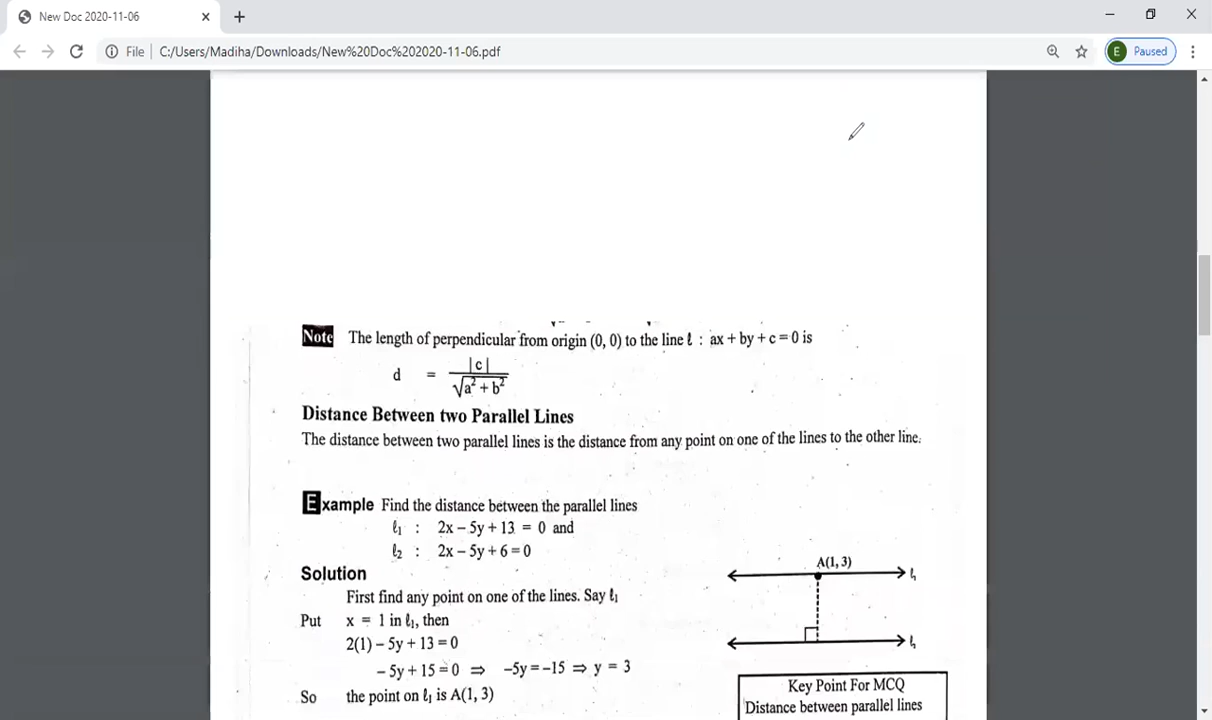 New Doc 2020-11-06
File C:/Users/Madiha/Downloads/New%20Doc%202020-11-06.pdf
E Paused
Note The length of perpendicular from origin (0, 0) to the line ℓ : ax + by + c = 0 is
d = |c| / √a² + b²
Distance Between two Parallel Lines
The distance between two parallel lines is the distance from any point on one of the lines to the other line.
Example Find the distance between the parallel lines
ℓ₁ : 2x – 5y + 13 = 0 and
ℓ₂ : 2x – 5y + 6 = 0
Solution
First find any point on one of the lines. Say ℓ₁
Put x = 1 in ℓ₁, then
2(1) – 5y + 13 = 0
– 5y + 15 = 0 ⇒ –5y = –15 ⇒ y = 3
So the point on ℓ₁ is A(1, 3)
A(1, 3)
ℓ
ℓ
Key Point For MCQ
Distance between parallel lines